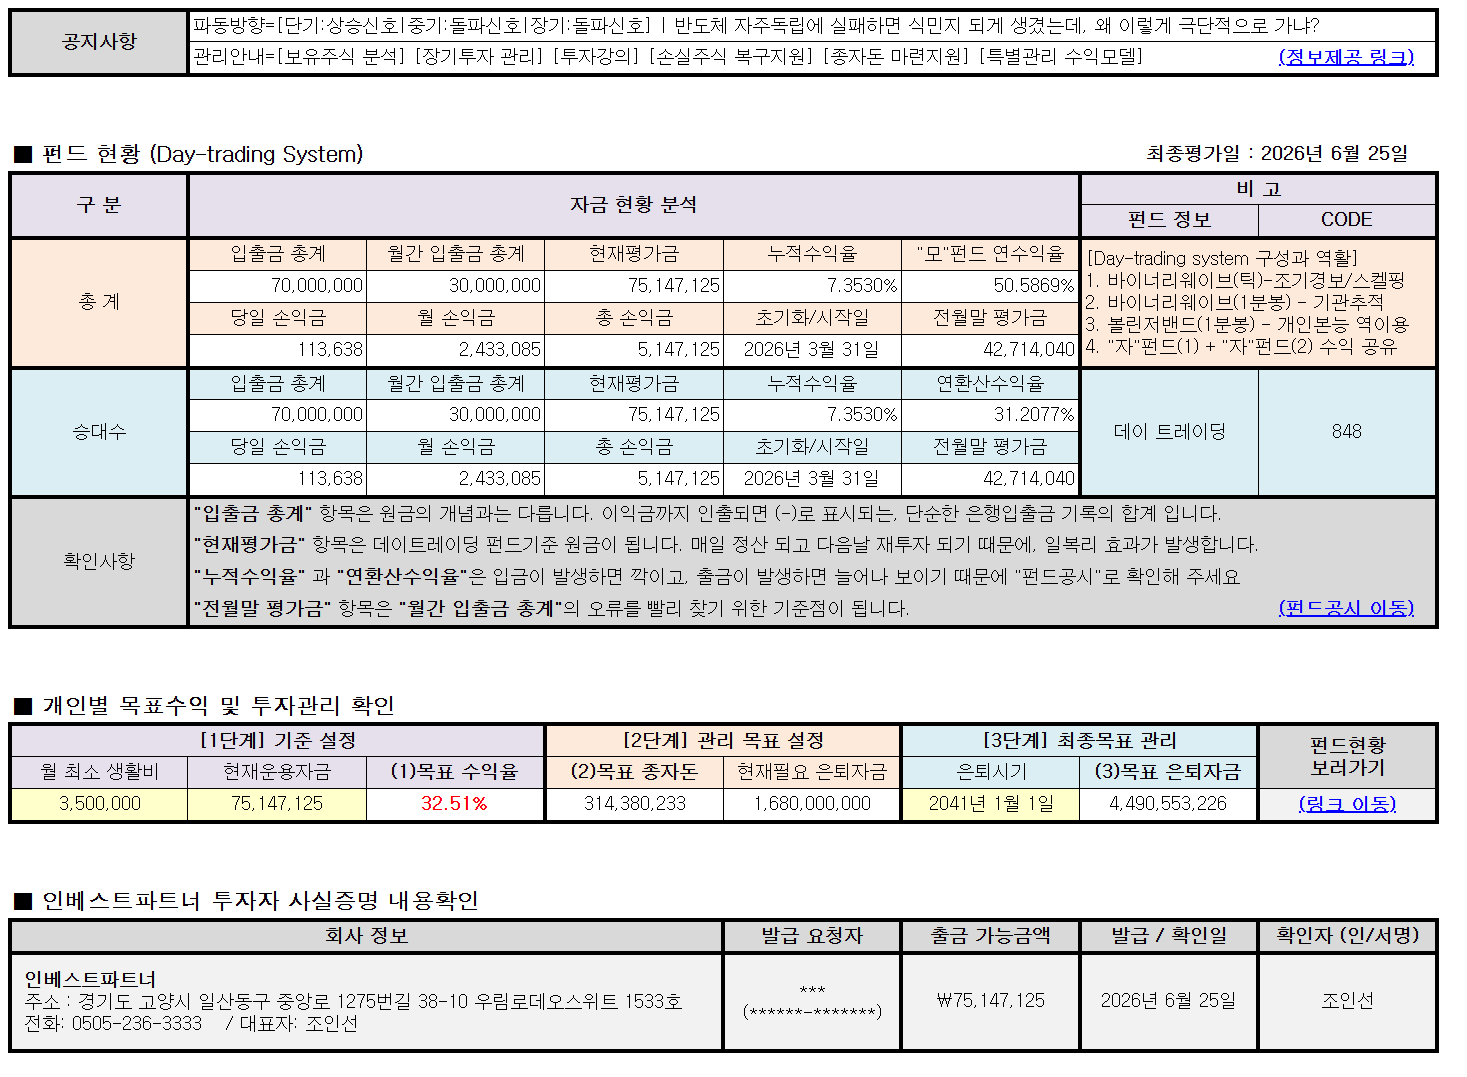 공지사항
파동방향=[단기:상승신호|중기:돌파신호|장기:돌파신호] | 반도체 자주독립에 실패하면 식민지 되게 생겼는데, 왜 이렇게 극단적으로 가냐?
관리안내=[보유주식 분석] [장기투자 관리] [투자강의] [손실주식 복구지원] [종자돈 마련지원] [특별관리 수익모델] (정보제공 링크)
■ 펀드 현황 (Day-trading System) 최종평가일 : 2026년 6월 25일
구 분 자금 현황 분석 비 고
펀드 정보 CODE
총 계
입출금 총계 월간 입출금 총계 현재평가금 누적수익율 "모"펀드 연수익율
70,000,000 30,000,000 75,147,125 7.3530% 50.5869%
당일 손익금 월 손익금 총 손익금 초기화/시작일 전월말 평가금
113,638 2,433,085 5,147,125 2026년 3월 31일 42,714,040
[Day-trading system 구성과 역활]
1. 바이너리웨이브(틱)-조기경보/스켈핑
2. 바이너리웨이브(1분봉) - 기관추적
3. 볼린저밴드(1분봉) - 개인본능 역이용
4. "자"펀드(1) + "자"펀드(2) 수익 공유
승대수
입출금 총계 월간 입출금 총계 현재평가금 누적수익율 연환산수익율
70,000,000 30,000,000 75,147,125 7.3530% 31.2077%
당일 손익금 월 손익금 총 손익금 초기화/시작일 전월말 평가금
113,638 2,433,085 5,147,125 2026년 3월 31일 42,714,040
데이 트레이딩 848
확인사항
"입출금 총계" 항목은 원금의 개념과는 다릅니다. 이익금까지 인출되면 (-)로 표시되는, 단순한 은행입출금 기록의 합계 입니다.
"현재평가금" 항목은 데이트레이딩 펀드기준 원금이 됩니다. 매일 정산 되고 다음날 재투자 되기 때문에, 일복리 효과가 발생합니다.
"누적수익율" 과 "연환산수익율"은 입금이 발생하면 깍이고, 출금이 발생하면 늘어나 보이기 때문에 "펀드공시"로 확인해 주세요
"전월말 평가금" 항목은 "월간 입출금 총계"의 오류를 빨리 찾기 위한 기준점이 됩니다. (펀드공시 이동)
■ 개인별 목표수익 및 투자관리 확인
[1단계] 기준 설정 [2단계] 관리 목표 설정 [3단계] 최종목표 관리 펀드현황
보러가기
월 최소 생활비 현재운용자금 (1)목표 수익율 (2)목표 종자돈 현재필요 은퇴자금 은퇴시기 (3)목표 은퇴자금
3,500,000 75,147,125 32.51% 314,380,233 1,680,000,000 2041년 1월 1일 4,490,553,226 (링크 이동)
■ 인베스트파트너 투자자 사실증명 내용확인
회사 정보 발급 요청자 출금 가능금액 발급 / 확인일 확인자 (인/서명)
인베스트파트너
주소 : 경기도 고양시 일산동구 중앙로 1275번길 38-10 우림로데오스위트 1533호
전화: 0505-236-3333 / 대표자: 조인선
***
(******-*******)
₩75,147,125 2026년 6월 25일 조인선